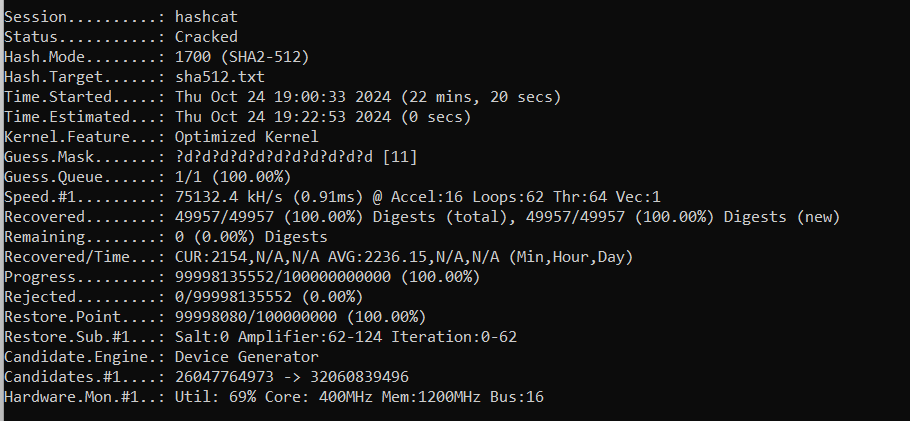 Session..........: hashcat
Status...........: Cracked
Hash.Mode........: 1700 (SHA2-512)
Hash.Target......: sha512.txt
Time.Started.....: Thu Oct 24 19:00:33 2024 (22 mins, 20 secs)
Time.Estimated...: Thu Oct 24 19:22:53 2024 (0 secs)
Kernel.Feature...: Optimized Kernel
Guess.Mask.......: ?d?d?d?d?d?d?d?d?d?d?d [11]
Guess.Queue......: 1/1 (100.00%)
Speed.#1.........: 75132.4 kH/s (0.91ms) @ Accel:16 Loops:62 Thr:64 Vec:1
Recovered........: 49957/49957 (100.00%) Digests (total), 49957/49957 (100.00%) Digests (new)
Remaining........: 0 (0.00%) Digests
Recovered/Time...: CUR:2154,N/A,N/A AVG:2236.15,N/A,N/A (Min,Hour,Day)
Progress.........: 99998135552/100000000000 (100.00%)
Rejected.........: 0/99998135552 (0.00%)
Restore.Point....: 99998080/100000000 (100.00%)
Restore.Sub.#1...: Salt:0 Amplifier:62-124 Iteration:0-62
Candidate.Engine.: Device Generator
Candidates.#1....: 26047764973 -> 32060839496
Hardware.Mon.#1..: Util: 69% Core: 400MHz Mem:1200MHz Bus:16